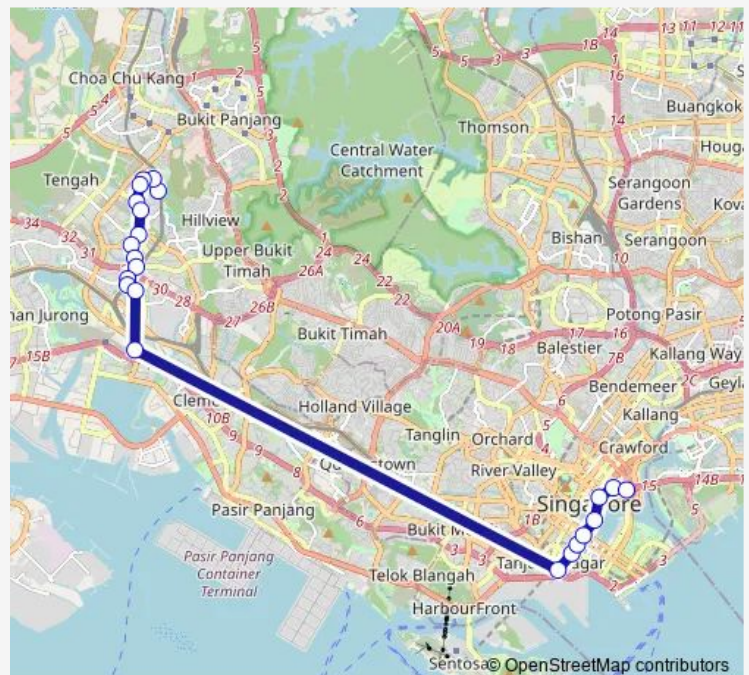 Choa Chu Kang
Bukit Panjang
Thomson
Buangkok
Central Water
Catchment
Tengah
Serangoon
Gardens
Hillview
Bishan
Serangoon
Upper Bukit
Timah
Potong Pasir
Bukit Timah
Balestier
Kallang Way
Bendemeer
Holland Village
Kallang
Tanglin
Orchard
Crawford
River Valley
Pasir Panjang
Pasir Panjang
Container
Terminal
Telok Blangah
HarbourFront
Sentosa
© OpenStreetMap contributors